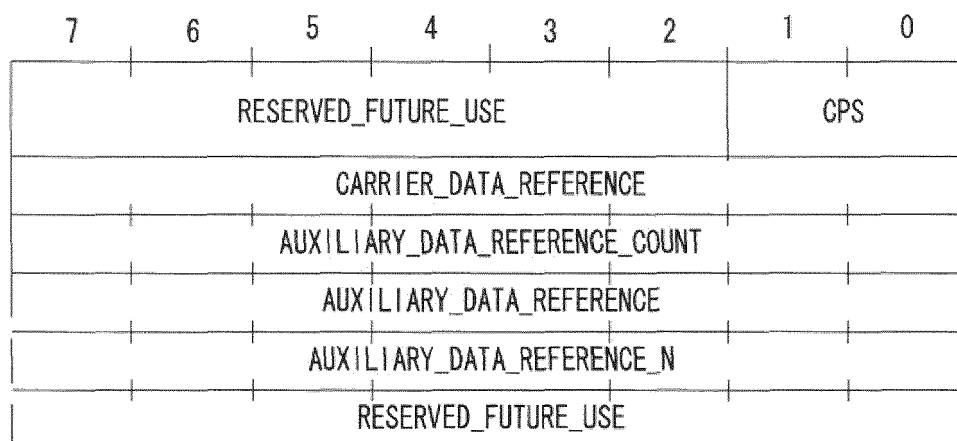 7 6 5 4 3 2 1 0
RESERVED_FUTURE_USE CPS
CARRIER_DATA_REFERENCE
AUXILIARY_DATA_REFERENCE_COUNT
AUXILIARY_DATA_REFERENCE
AUXILIARY_DATA_REFERENCE_N
RESERVED_FUTURE_USE